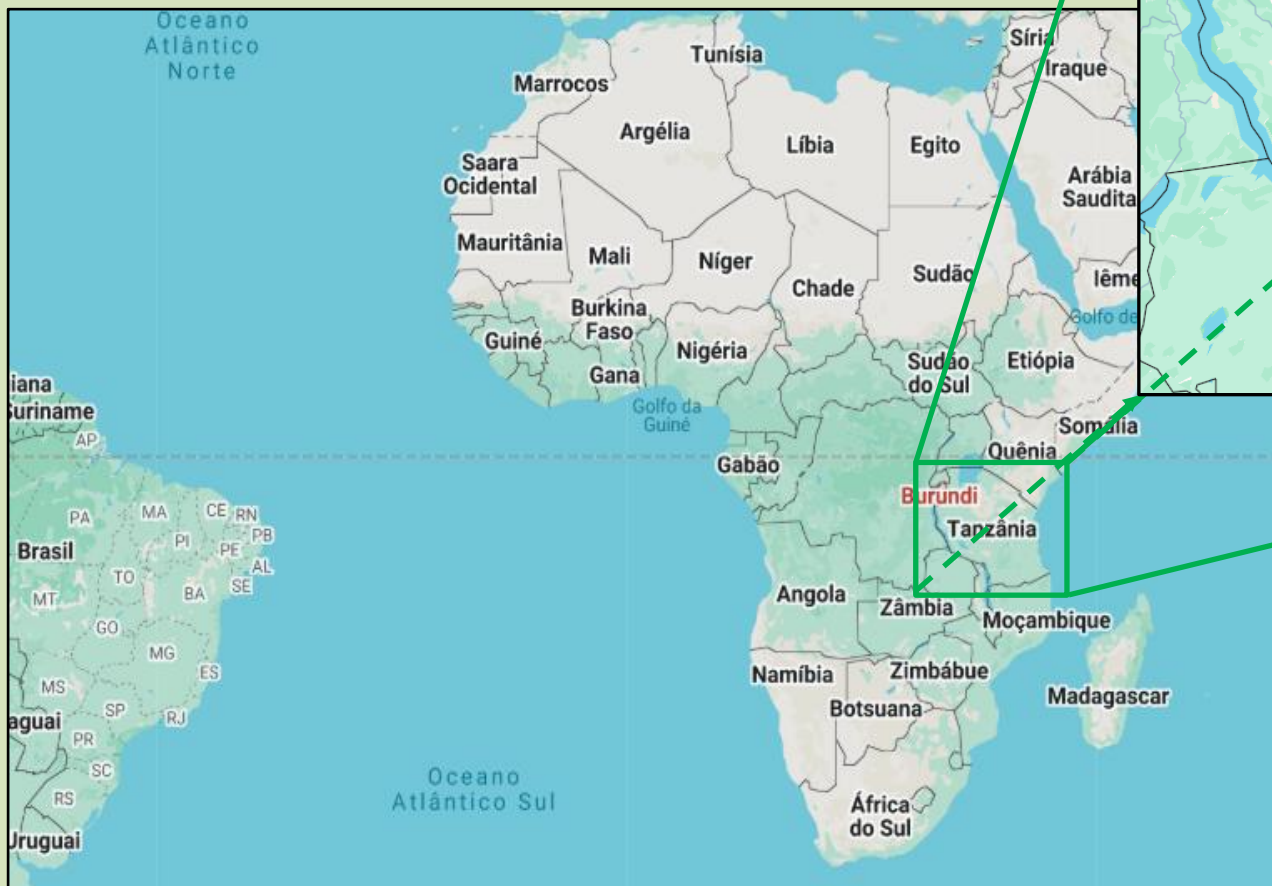 Oceano
Atlântico
Norte
Tunísia
Síria
Iraque
Marrocos
Argélia
Líbia
Egito
Saara
Ocidental
Arábia
Saudita
Mauritânia
Mali
Níger
Chade
Sudão
Iême
Burkina
Faso
Golfo de
Guiné
Nigéria
Gana
Sudão
do Sul
Etiópia
Golfo da
Guiné
iana
Suriname
AP
Somália
Quênia
Gabão
Burundi
Tanzânia
PA
MA
CE
RN
PB
PI
PE
AL
SE
Brasil
TO
BA
MT
GO
MG
ES
MS
SP
RJ
aguai
PR
SC
RS
Uruguai
Angola
Zâmbia
Moçambique
Namíbia
Zimbábue
Botsuana
Madagascar
Oceano
Atlântico Sul
África
do Sul